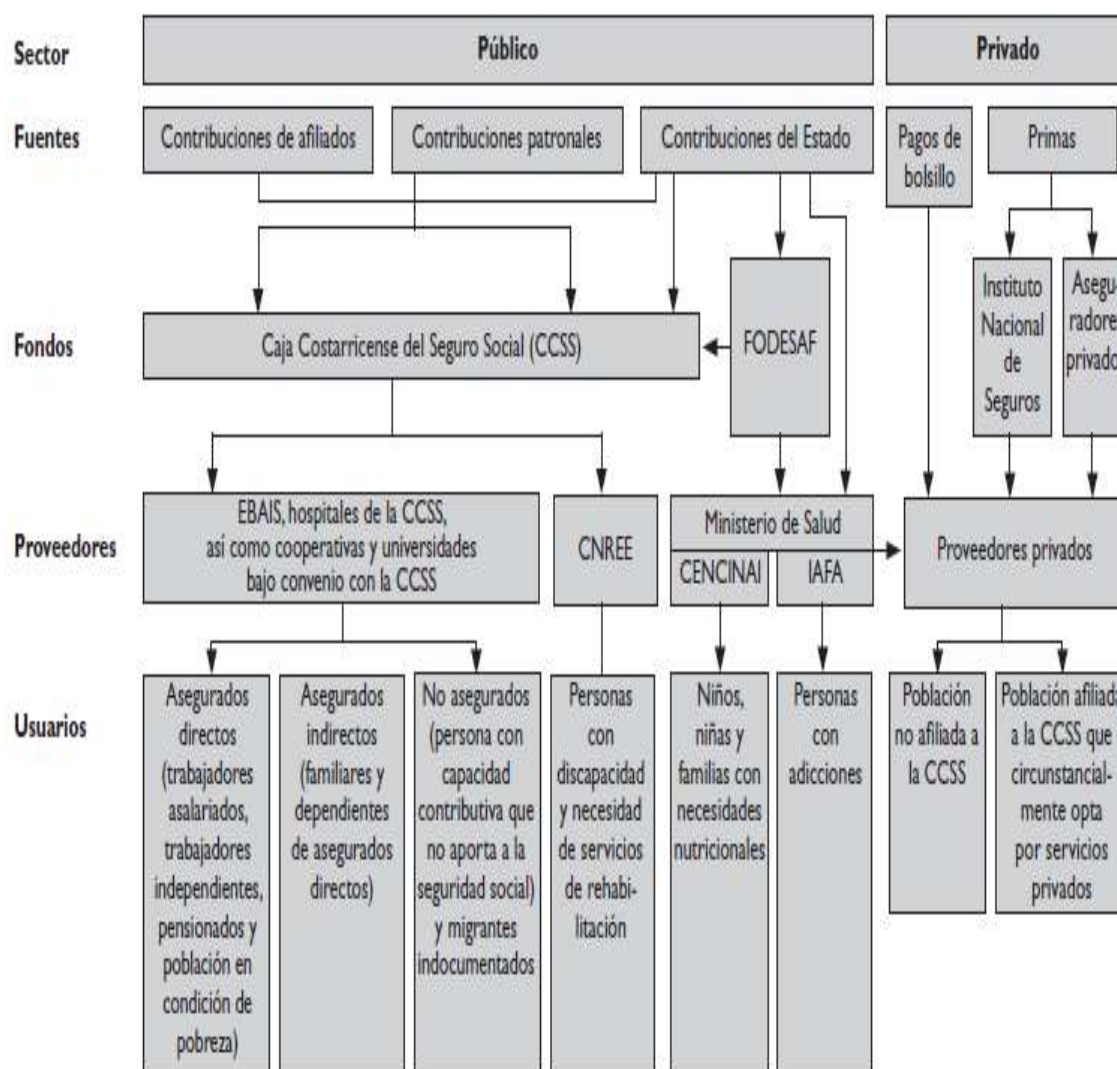 Sector
Público
Privado
Fuentes
Contribuciones de afiliados
Contribuciones patronales
Contribuciones del Estado
Pagos de
bolsillo
Primas
Fondos
Caja Costarricense del Seguro Social (CCSS)
FODESAF
Instituto
Nacional
de
Seguros
Asegu-
radore
privado
Proveedores
EBAIS, hospitales de la CCSS,
así como cooperativas y universidades
bajo convenio con la CCSS
CNREE
Ministerio de Salud
CENCINAI
IAFA
Proveedores privados
Usuarios
Asegurados
directos
(trabajadores
asalariados,
trabajadores
independientes,
pensionados y
población en
condición de
pobreza)
Asegurados
indirectos
(familiares y
dependientes
de asegurados
directos)
No asegurados
(persona con
capacidad
contributiva que
no aporta a la
seguridad social)
y migrantes
indocumentados
Personas
con
discapacidad
y necesidad
de servicios
de rehabi-
litación
Niños,
niñas y
familias con
necesidades
nutricionales
Personas
con
adicciones
Población
no afiliada a
la CCSS
Población afiliada
a la CCSS que
circunstancial-
mente opta
por servicios
privados